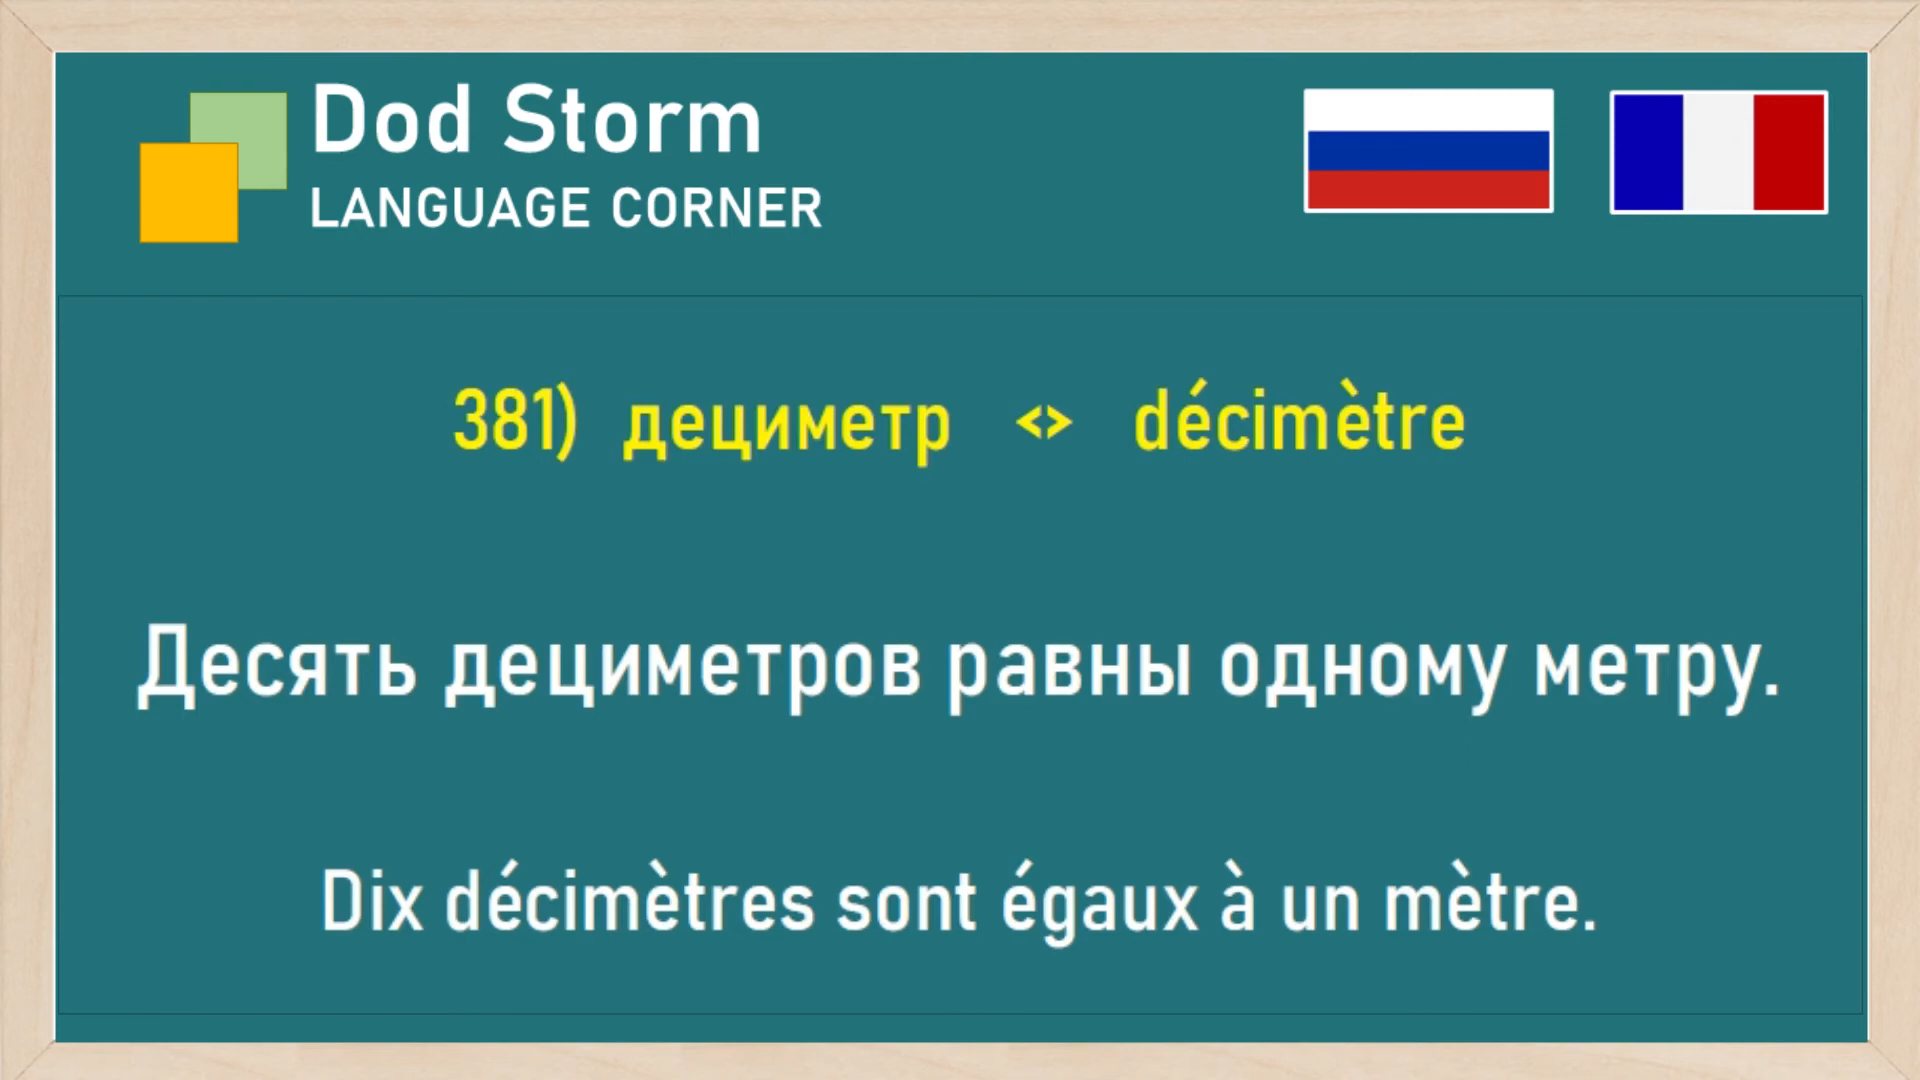 Dod Storm
LANGUAGE CORNER
381) дециметр <> décimètre
Десять дециметров равны одному метру.
Dix décimètres sont égaux à un mètre.